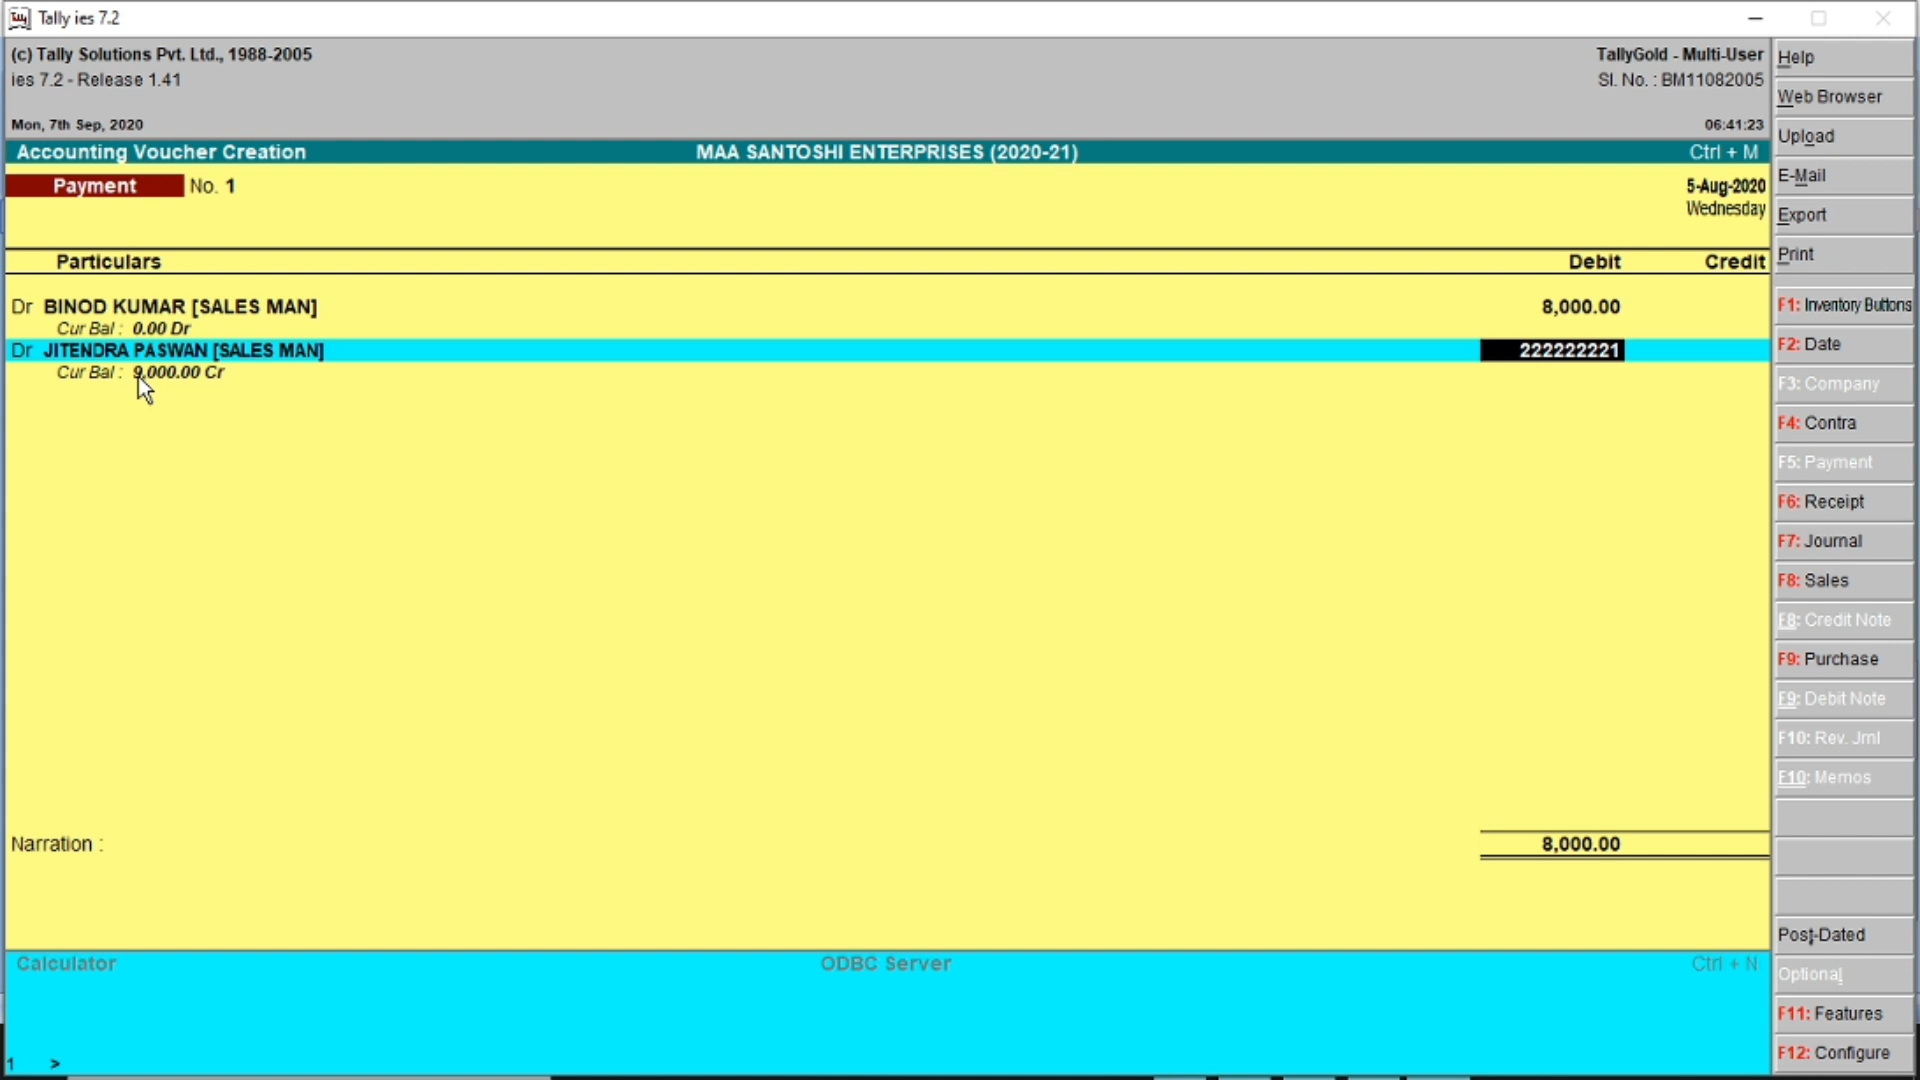 Tally ies 7.2
(c) Tally Solutions Pvt. Ltd., 1988-2005
TallyGold - Multi-User
ies 7.2 - Release 1.41
Sl. No. : BM11082005
Mon, 7th Sep, 2020
06:41:23
Accounting Voucher Creation
MAA SANTOSHI ENTERPRISES (2020-21)
Ctrl + M
Payment No. 1
5-Aug-2020
Wednesday
Particulars
Debit
Credit
Dr BINOD KUMAR [SALES MAN]
8,000.00
Cur Bal : 0.00 Dr
Dr JITENDRA PASWAN [SALES MAN]
222222221
Cur Bal : 9,000.00 Cr
Narration :
8,000.00
Calculator
ODBC Server
Ctrl + N
1 >
Help
Web Browser
Upload
E-Mail
Export
Print
F1: Inventory Buttons
F2: Date
F3: Company
F4: Contra
F5: Payment
F6: Receipt
F7: Journal
F8: Sales
F8: Credit Note
F9: Purchase
F9: Debit Note
F10: Rev. Jrnl
F10: Memos
Post-Dated
Optional
F11: Features
F12: Configure